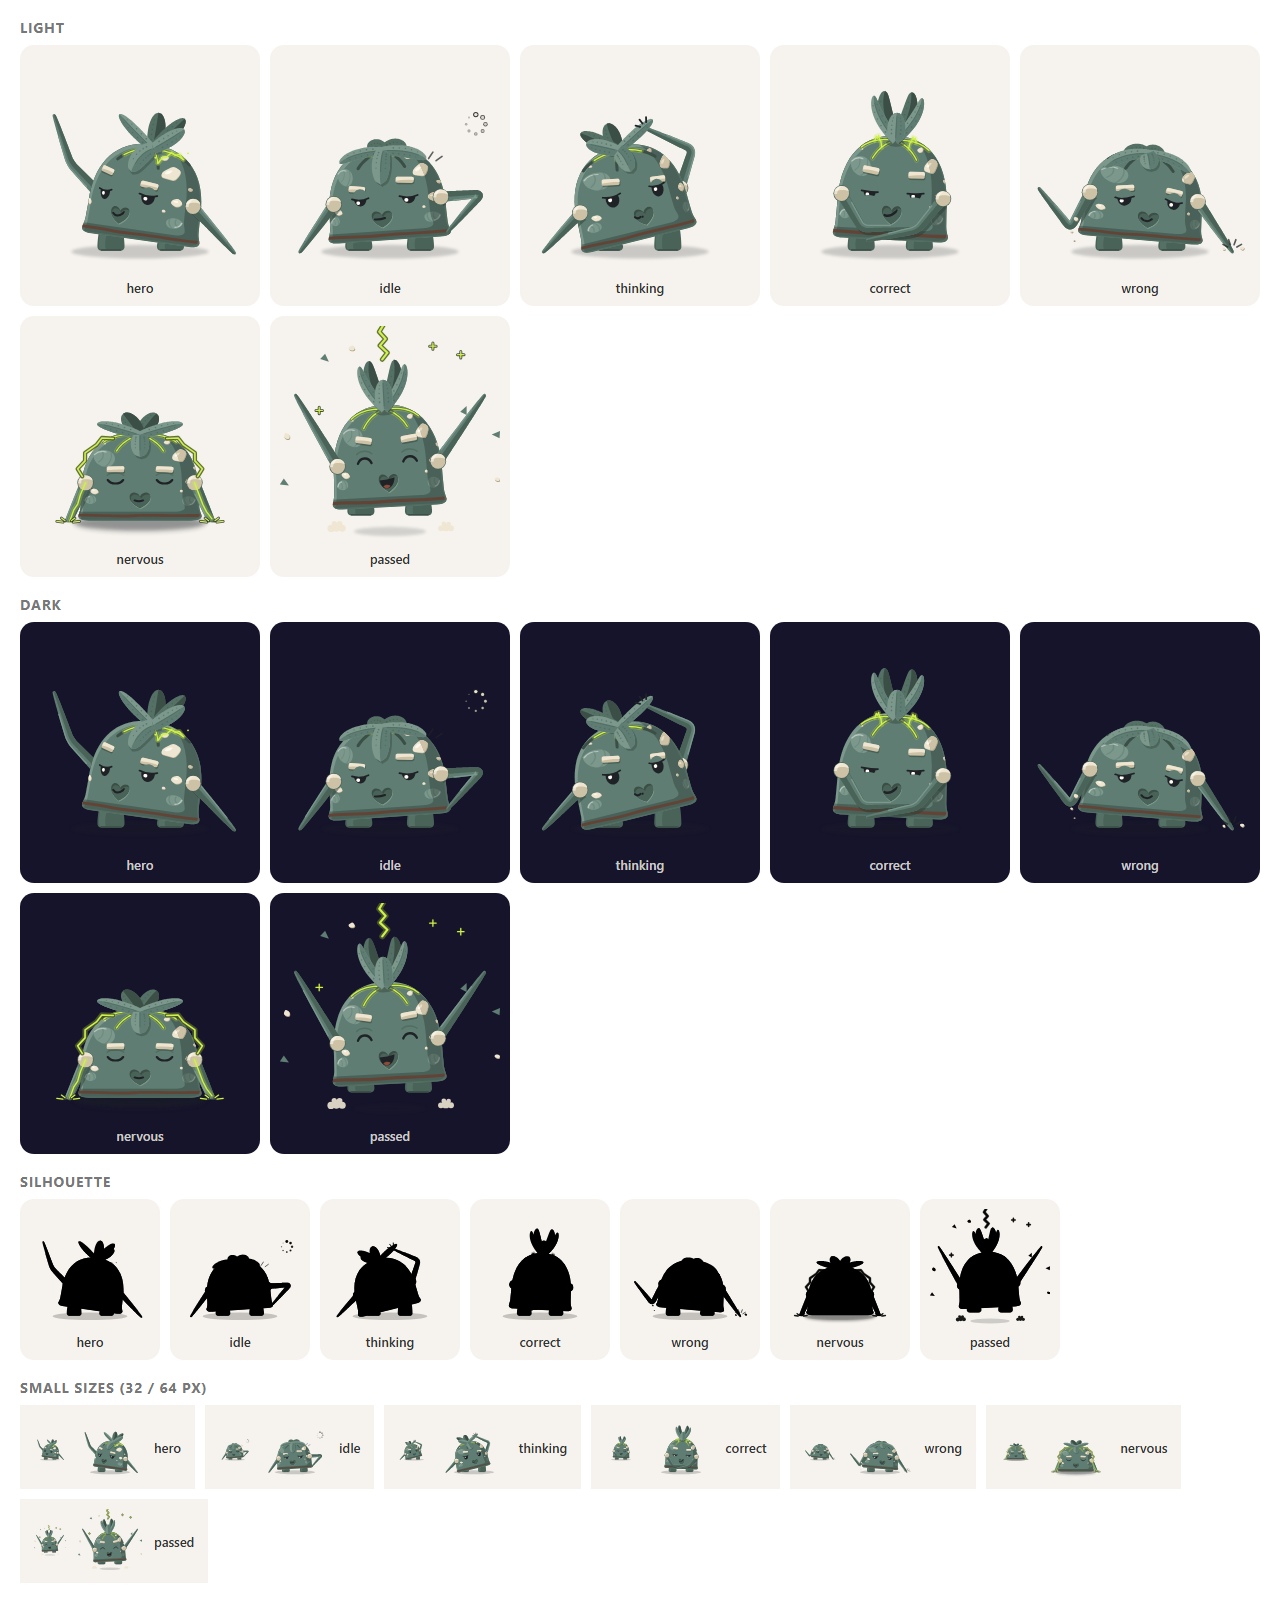 LIGHT
hero
idle
thinking
correct
wrong
nervous
passed
DARK
hero
idle
thinking
correct
wrong
nervous
passed
SILHOUETTE
hero
idle
thinking
correct
wrong
nervous
passed
SMALL SIZES (32 / 64 PX)
hero
idle
thinking
correct
wrong
nervous
passed